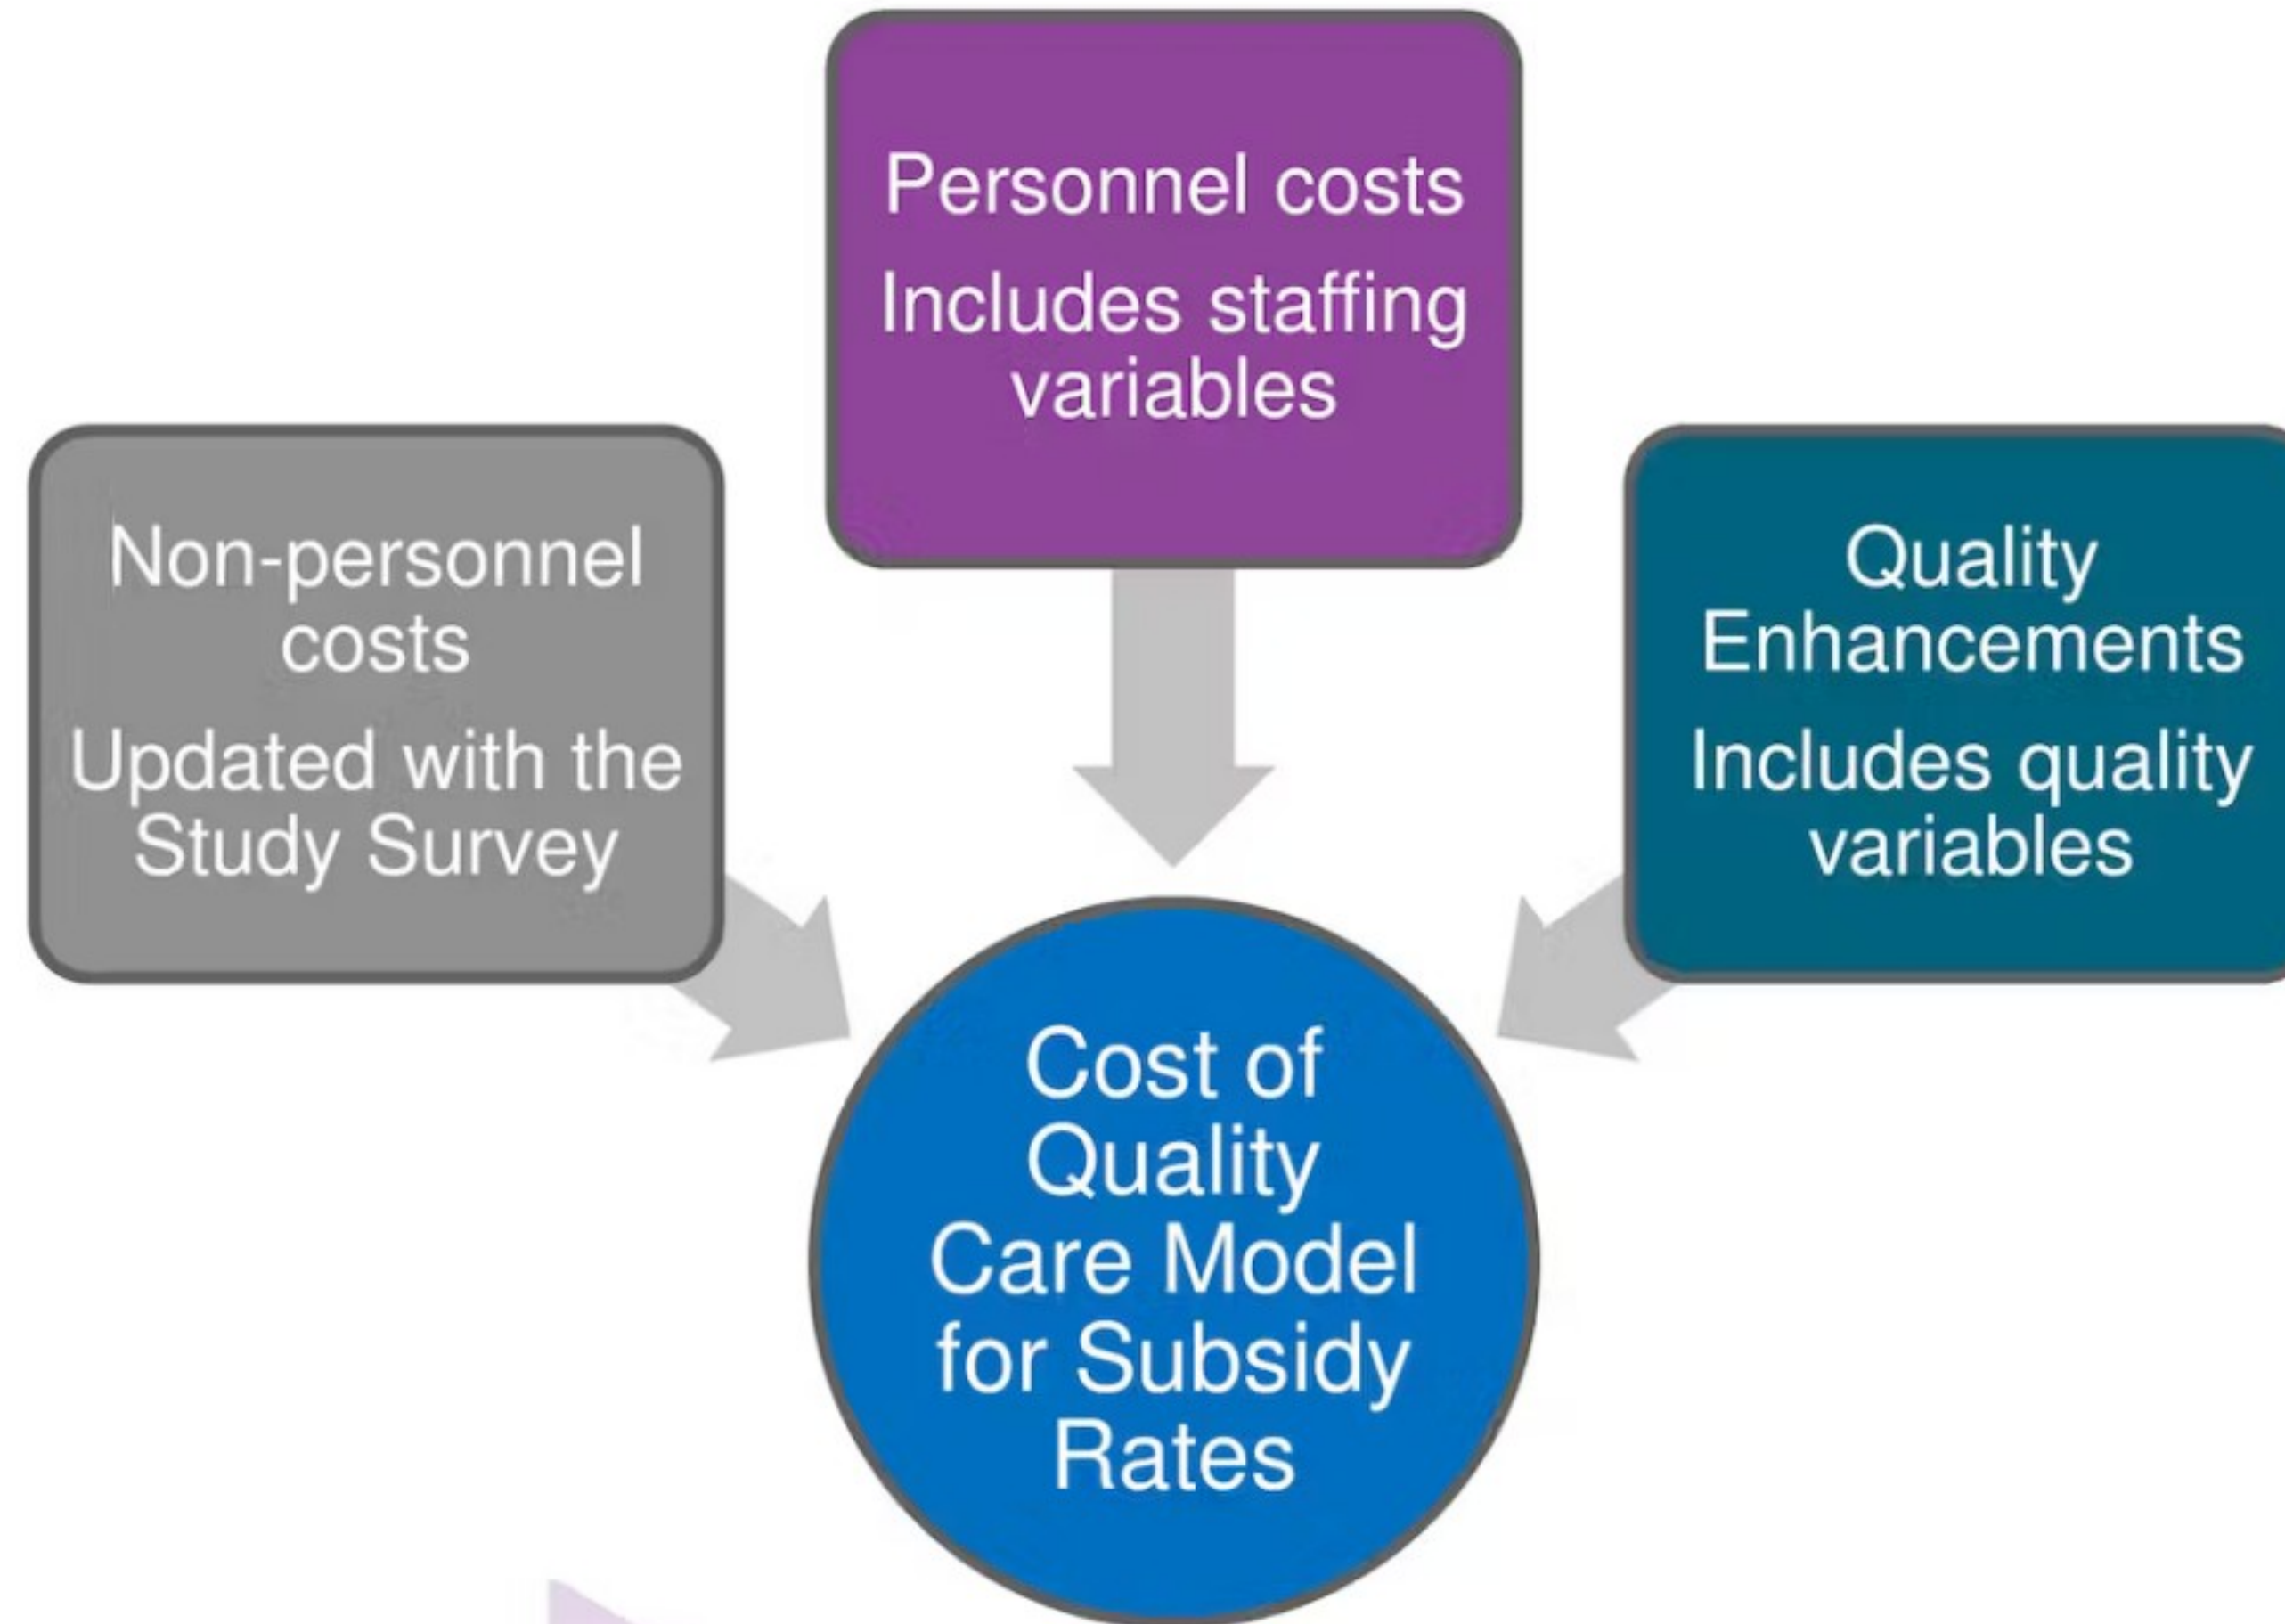 Personnel costs
Includes staffing
variables
Non-personnel
costs
Updated with the
Study Survey
Quality
Enhancements
Includes quality
variables
Cost of
Quality
Care Model
for Subsidy
Rates